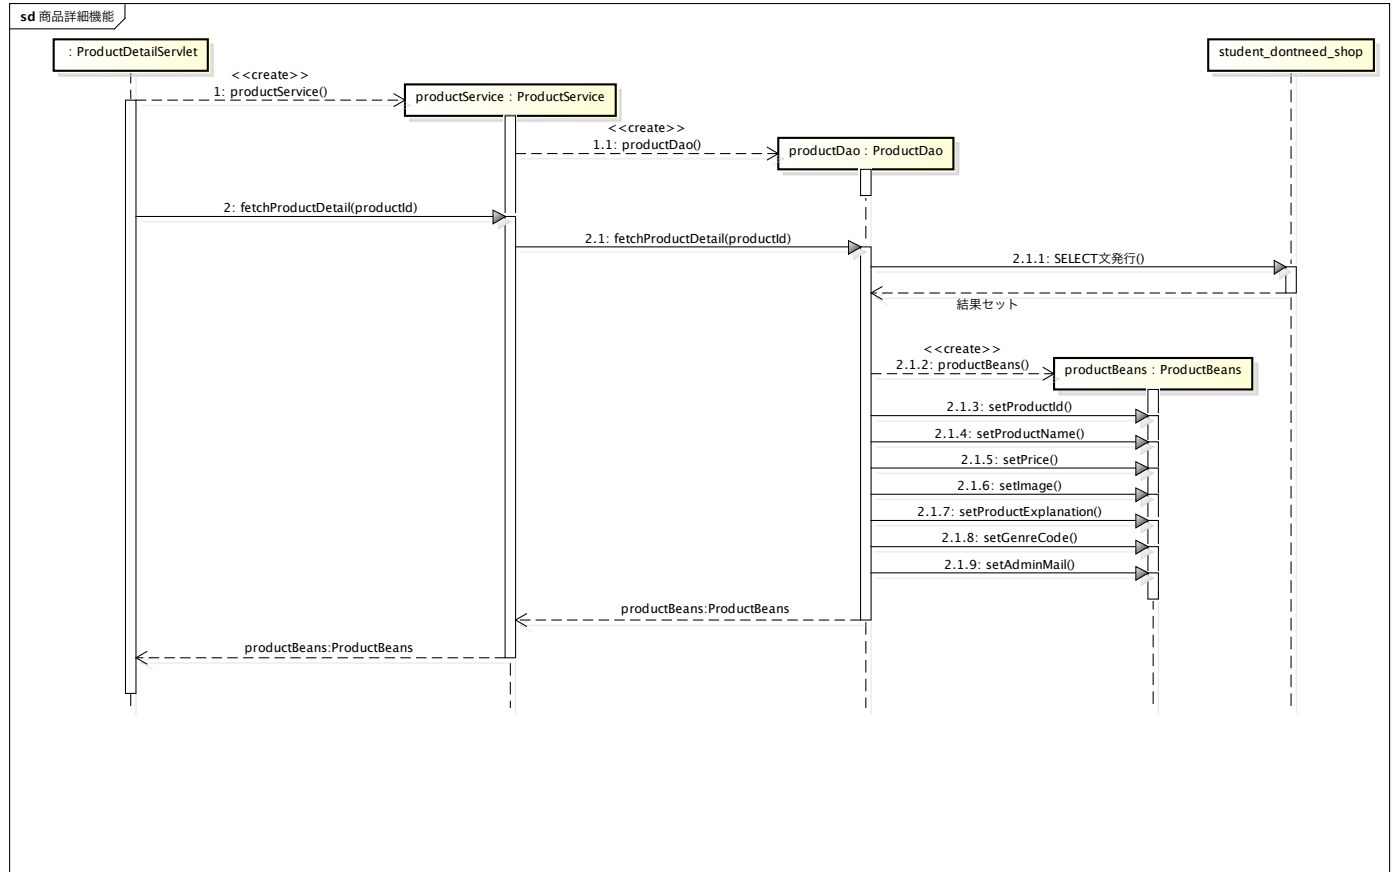 sd 商品詳細機能
: ProductDetailServlet
student_dontneed_shop
<<create>>
1: productService()
productService : ProductService
<<create>>
1.1: productDao()
productDao : ProductDao
2: fetchProductDetail(productId)
2.1: fetchProductDetail(productId)
2.1.1: SELECT文発行()
結果セット
<<create>>
2.1.2: productBeans()
productBeans : ProductBeans
2.1.3: setProductId()
2.1.4: setProductName()
2.1.5: setPrice()
2.1.6: setImage()
2.1.7: setProductExplanation()
2.1.8: setGenreCode()
2.1.9: setAdminMail()
productBeans:ProductBeans
productBeans:ProductBeans